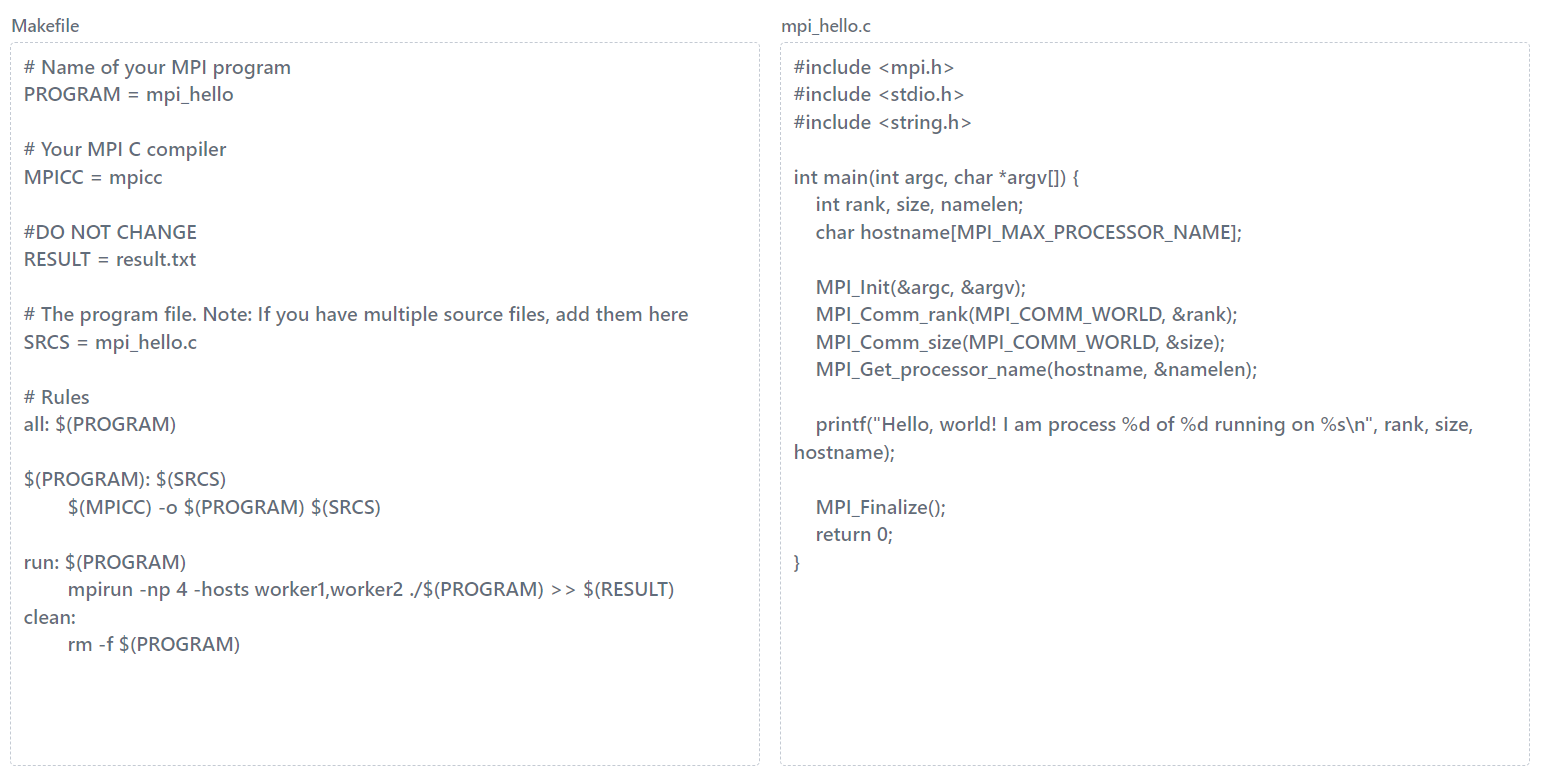 Makefile
# Name of your MPI program
PROGRAM = mpi_hello
# Your MPI C compiler
MPICC = mpicc
#DO NOT CHANGE
RESULT = result.txt
# The program file. Note: If you have multiple source files, add them here
SRCS = mpi_hello.c
# Rules
all: $(PROGRAM)
$(PROGRAM): $(SRCS)
$(MPICC) -o $(PROGRAM) $(SRCS)
run: $(PROGRAM)
mpirun -np 4 -hosts worker1,worker2 ./$(PROGRAM) >> $(RESULT)
clean:
rm -f $(PROGRAM)
mpi_hello.c
#include <mpi.h>
#include <stdio.h>
#include <string.h>
int main(int argc, char *argv[]) {
int rank, size, namelen;
char hostname[MPI_MAX_PROCESSOR_NAME];
MPI_Init(&argc, &argv);
MPI_Comm_rank(MPI_COMM_WORLD, &rank);
MPI_Comm_size(MPI_COMM_WORLD, &size);
MPI_Get_processor_name(hostname, &namelen);
printf("Hello, world! I am process %d of %d running on %s\n", rank, size,
hostname);
MPI_Finalize();
return 0;
}